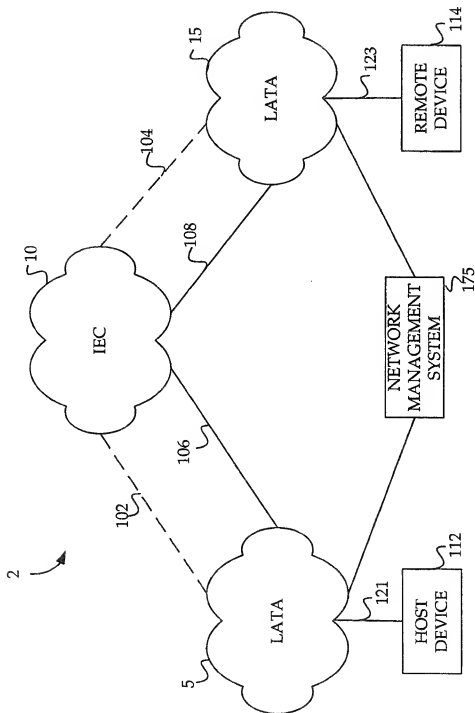 2
10
IEC
102
104
106
108
5
LATA
15
LATA
121
123
HOST
DEVICE
112
NETWORK
MANAGEMENT
SYSTEM
175
REMOTE
DEVICE
114